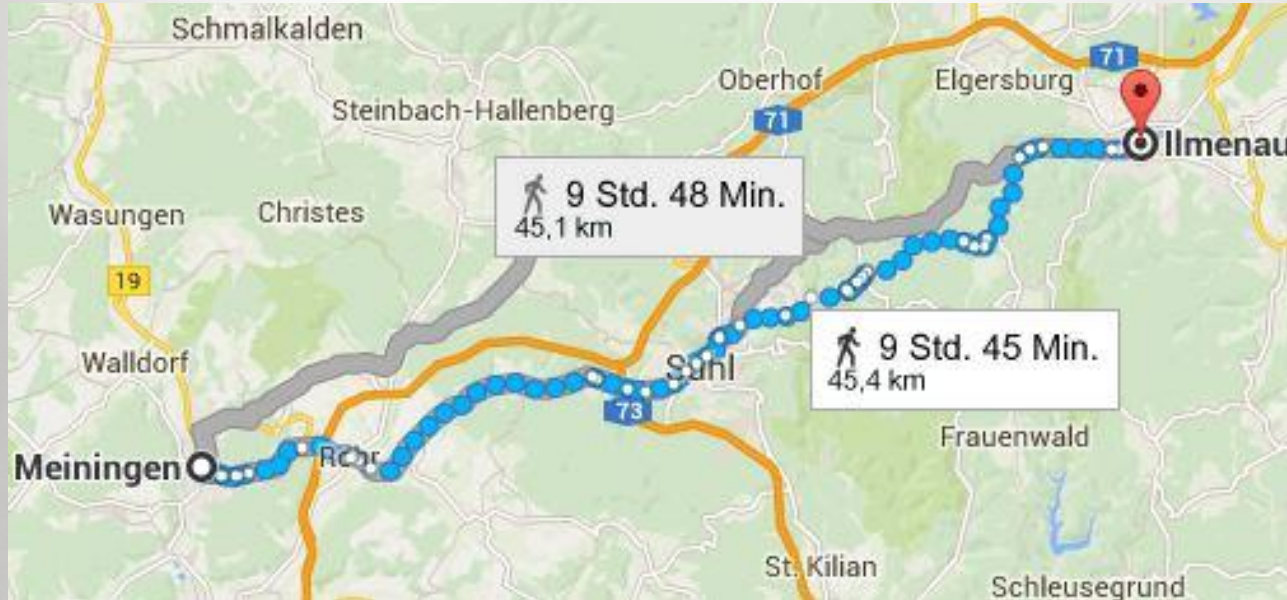 Schmalkalden
71
Oberhof
Elgersburg
Steinbach-Hallenberg
71
Ilmenau
9 Std. 48 Min.
45,1 km
Wasungen
Christes
19
9 Std. 45 Min.
45,4 km
Walldorf
Suhl
73
Frauenwald
Meiningen
Rohr
St. Kilian
Schleusegrund